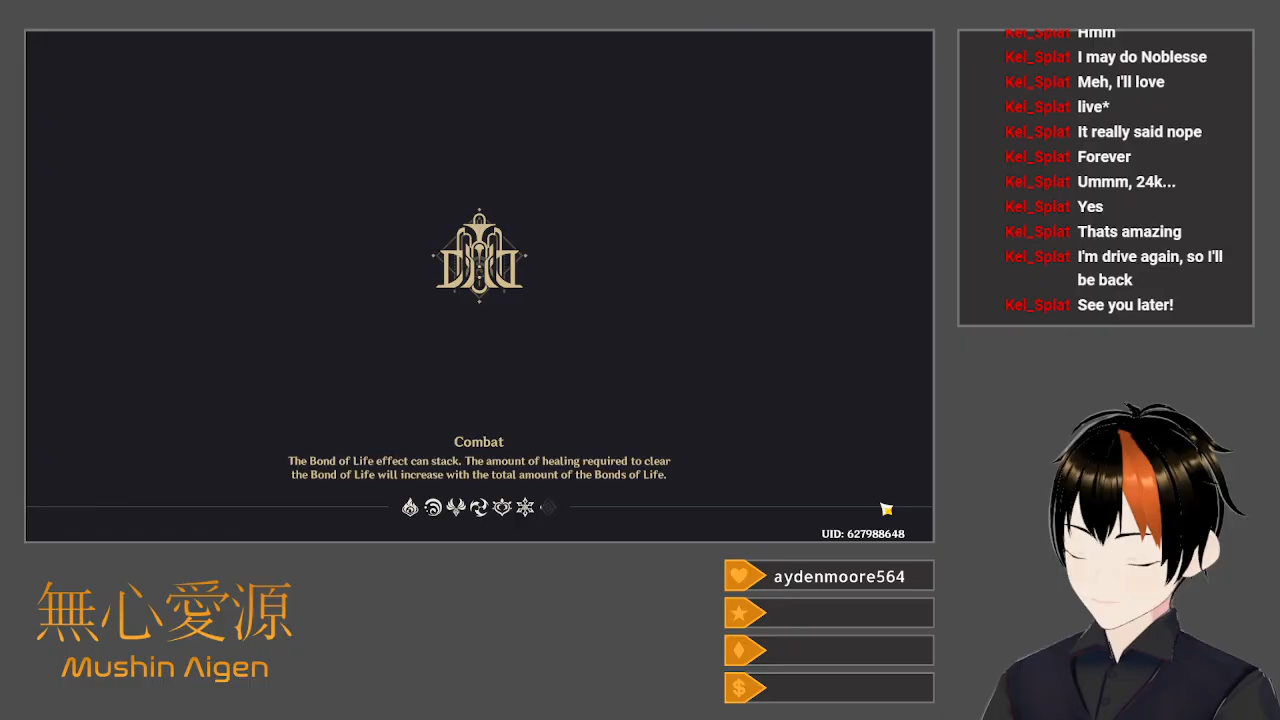 Kel_Splat Hmm
Kel_Splat I may do Noblesse
Kel_Splat Meh, I'll love
Kel_Splat live*
Kel_Splat It really said nope
Kel_Splat Forever
Kel_Splat Ummm, 24k...
Kel_Splat Yes
Kel_Splat Thats amazing
Kel_Splat I'm drive again, so I'll
be back
Kel_Splat See you later!
Combat
The Bond of Life effect can stack. The amount of healing required to clear
the Bond of Life will increase with the total amount of the Bonds of Life.
UID: 627988648
aydenmoore564
$
無心愛源
Mushin Aigen